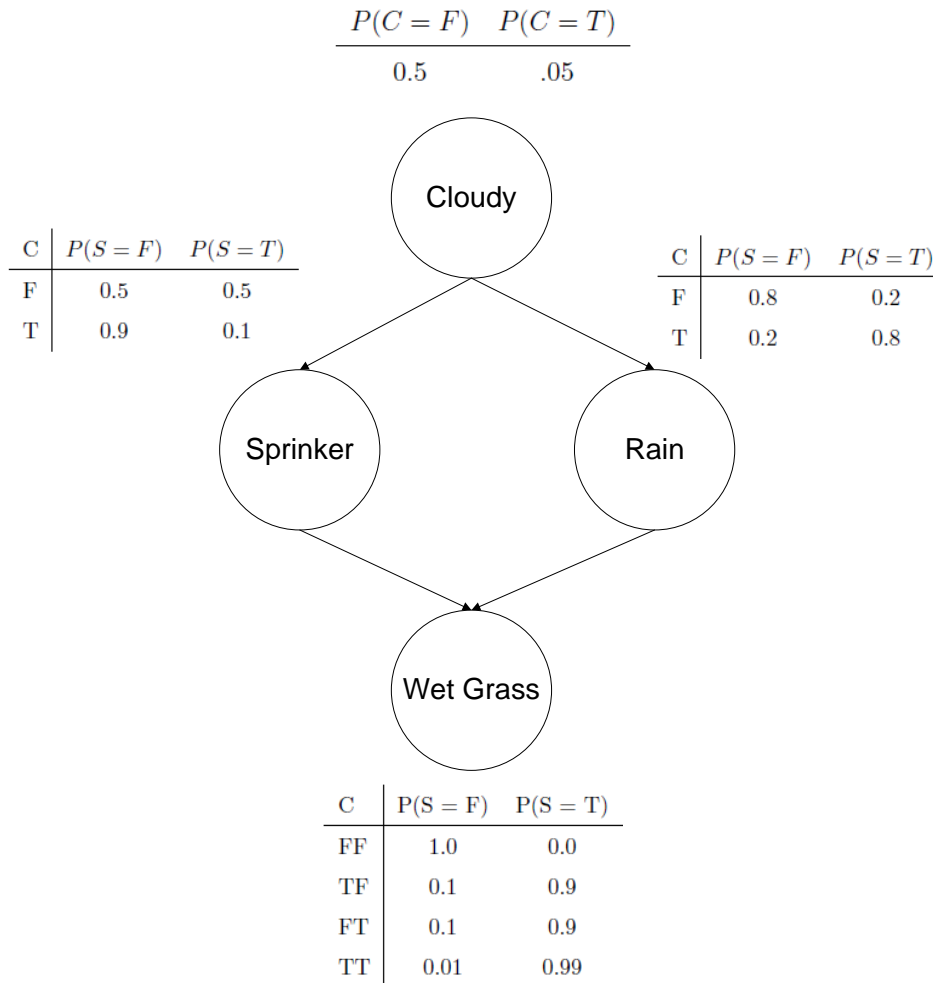 P(C = F) P(C = T)
0.5 .05
Cloudy
C P(S = F) P(S = T)
F 0.5 0.5
T 0.9 0.1
C P(S = F) P(S = T)
F 0.8 0.2
T 0.2 0.8
Sprinker
Rain
Wet Grass
C P(S = F) P(S = T)
FF 1.0 0.0
TF 0.1 0.9
FT 0.1 0.9
TT 0.01 0.99